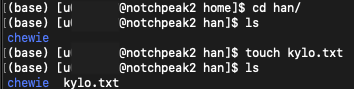 [(base) [u @notchpeak2 home]$ cd han/
[(base) [u @notchpeak2 han]$ ls
chewie
[(base) [u @notchpeak2 han]$ touch kylo.txt
[(base) [u @notchpeak2 han]$ ls
chewie kylo.txt